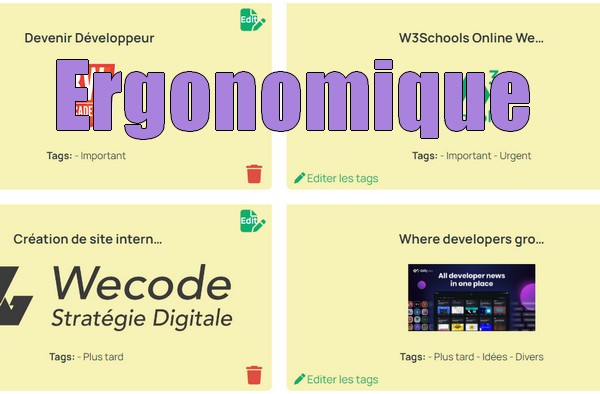 Edit
Devenir Développeur
W3Schools Online We...
Ergonomique
Tags: - Important
Tags: - Important - Urgent
Editer les tags
Edit
Création de site intern...
Where developers gro...
Wecode
Stratégie Digitale
All developer news
in one place
Tags: - Plus tard
Tags: - Plus tard - Idées - Divers
Editer les tags